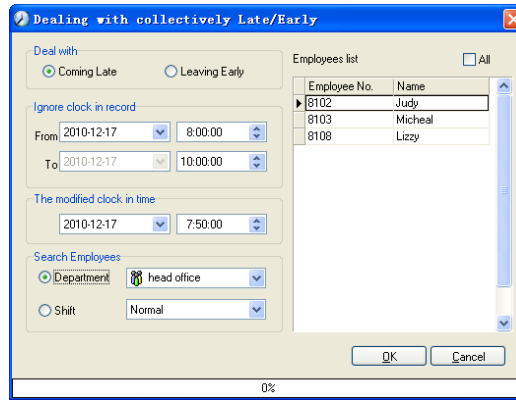 Dealing with collectively Late/Early
Deal with
Coming Late
Leaving Early
Ignore clock in record
From 2010-12-17 8:00:00
To 2010-12-17 10:00:00
The modified clock in time
2010-12-17 7:50:00
Search Employees
Department head office
Shift Normal
Employees list All
Employee No. Name
8102 Judy
8103 Micheal
8108 Lizzy
OK Cancel
0%